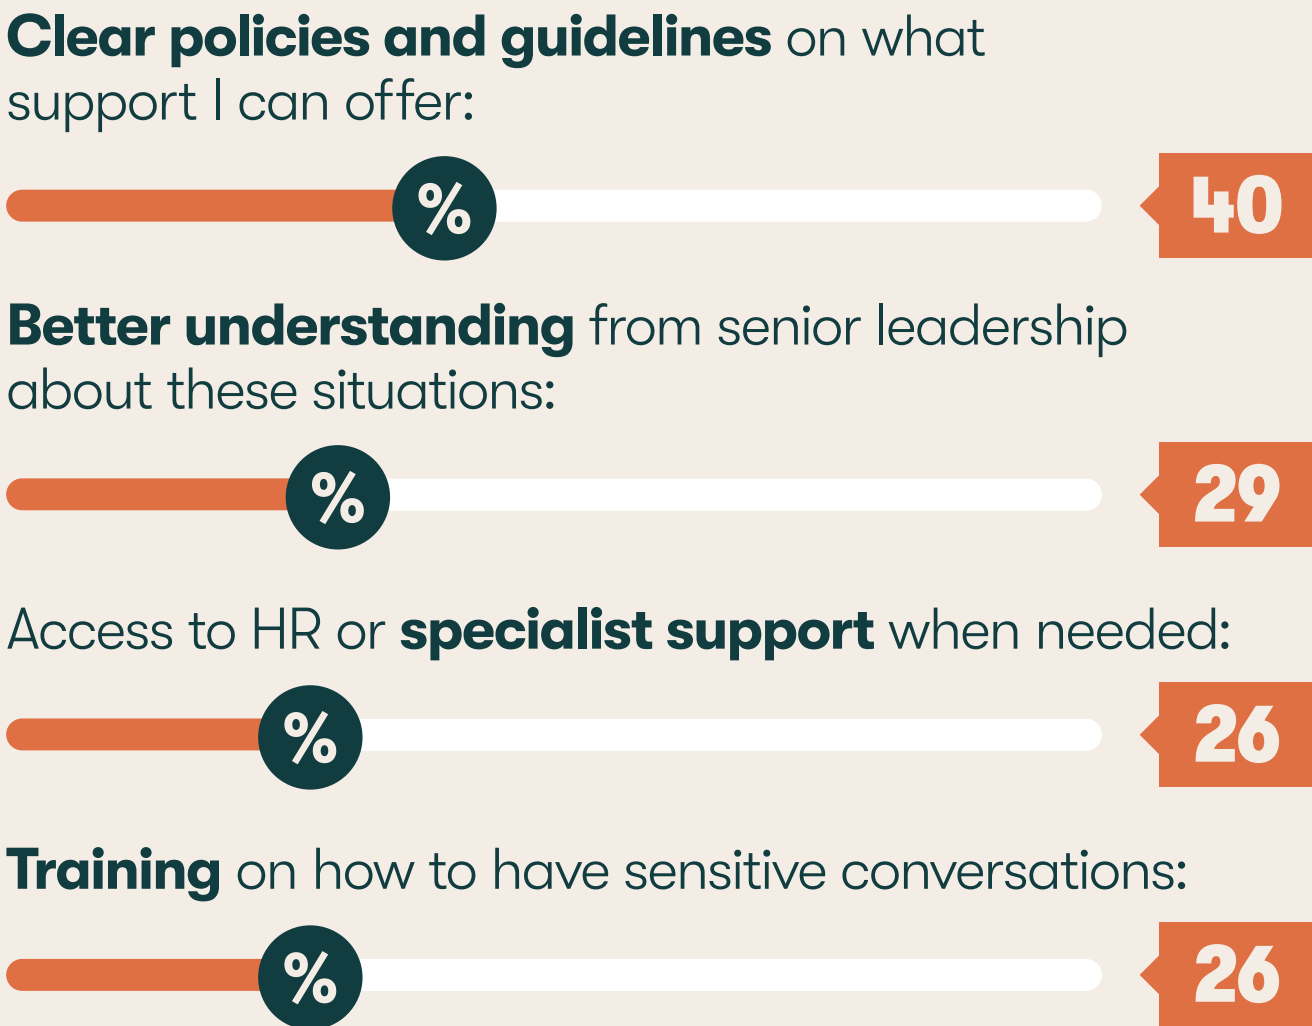 Clear policies and guidelines on what
support I can offer:
%
40
Better understanding from senior leadership
about these situations:
%
29
Access to HR or specialist support when needed:
%
26
Training on how to have sensitive conversations:
%
26